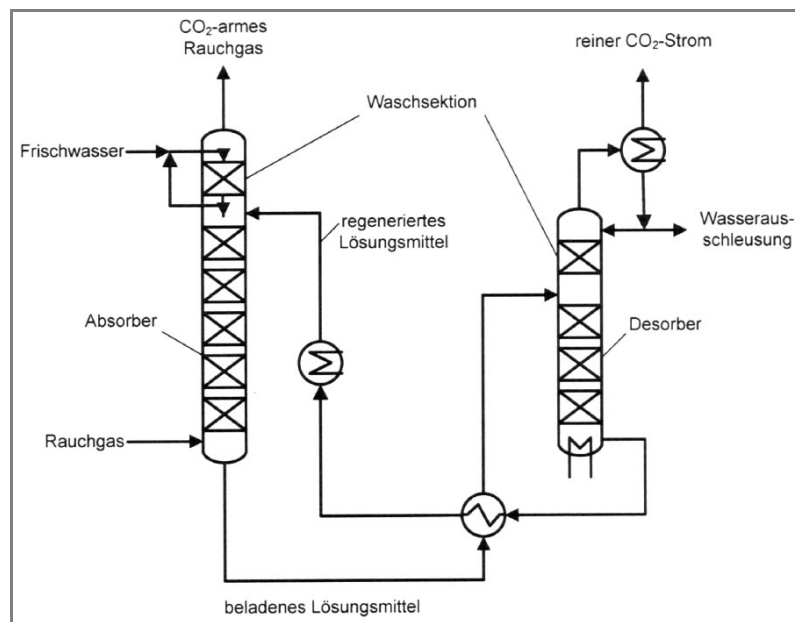 CO₂-armes
Rauchgas
reiner CO₂-Strom
Waschsektion
Frischwasser
regeneriertes
Lösungsmittel
Wasseraus-
schleusung
Absorber
Desorber
Rauchgas
beladenes Lösungsmittel